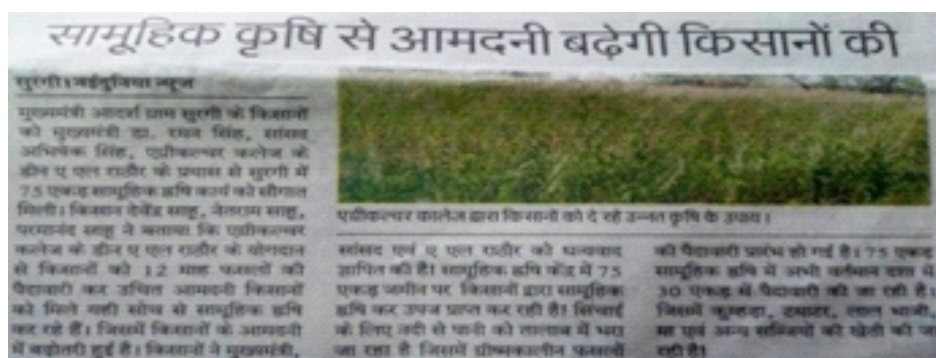 सामूहिक कृषि से आमदनी बढ़ेगी किसानों की
सुरगी। नईदुनिया न्यूज
मुख्यमंत्री आदर्श ग्राम सुरगी के किसानों
को मुख्यमंत्री डा. रमन सिंह, सांसद
अभिषेक सिंह, एग्रीकल्चर कलेज के
डीन ए एल राठौर के प्रयास से सुरगी में
75 एकड़ सामूहिक कृषि कार्य को सौगात
मिली। किसान देवेंद्र साहू, नेतराम साहू,
परमानंद साहू ने बताया कि एग्रीकल्चर
कलेज के डीन ए एल राठौर के योगदान
से किसानों को 12 माह फसलों की
पैदावारी कर उचित आमदनी किसानों
को मिले यही सोच से सामूहिक कृषि
कर रहे हैं। जिसमें किसानों के आमदनी
में बढ़ोतरी हुई है। किसानों ने मुख्यमंत्री,
एग्रीकल्चर कालेज द्वारा किसानों को दे रहे उन्नत कृषि के उपाय।
सांसद एवं ए एल राठौर को धन्यवाद
ज्ञापित की है! सामूहिक कृषि केंद्र में 75
एकड़ जमीन पर किसानों द्वारा सामूहिक
कृषि कर उपज प्राप्त कर रही है! सिंचाई
के लिए नदी से पानी को तालाब में भरा
जा रहा है जिसमें ग्रीष्मकालीन फसलों
की पैदावारी प्रारंभ हो गई है। 75 एकड़
सामूहिक कृषि में अभी वर्तमान दशा में
30 एकड़ में पैदावारी की जा रही है।
जिसमें कुम्हड़ा, टमाटर, लाल भाजी,
एवं अन्य सब्जियों की खेती की जा
रही है!